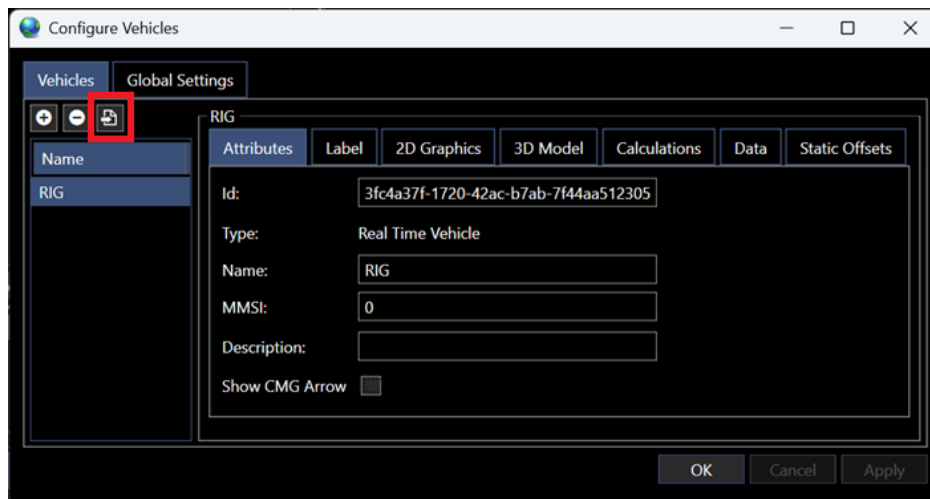 Configure Vehicles
Vehicles Global Settings
RIG
Attributes Label 2D Graphics 3D Model Calculations Data Static Offsets
Name
RIG
Id: 3fc4a37f-1720-42ac-b7ab-7f44aa512305
Type: Real Time Vehicle
Name: RIG
MMSI: 0
Description:
Show CMG Arrow
OK Cancel Apply